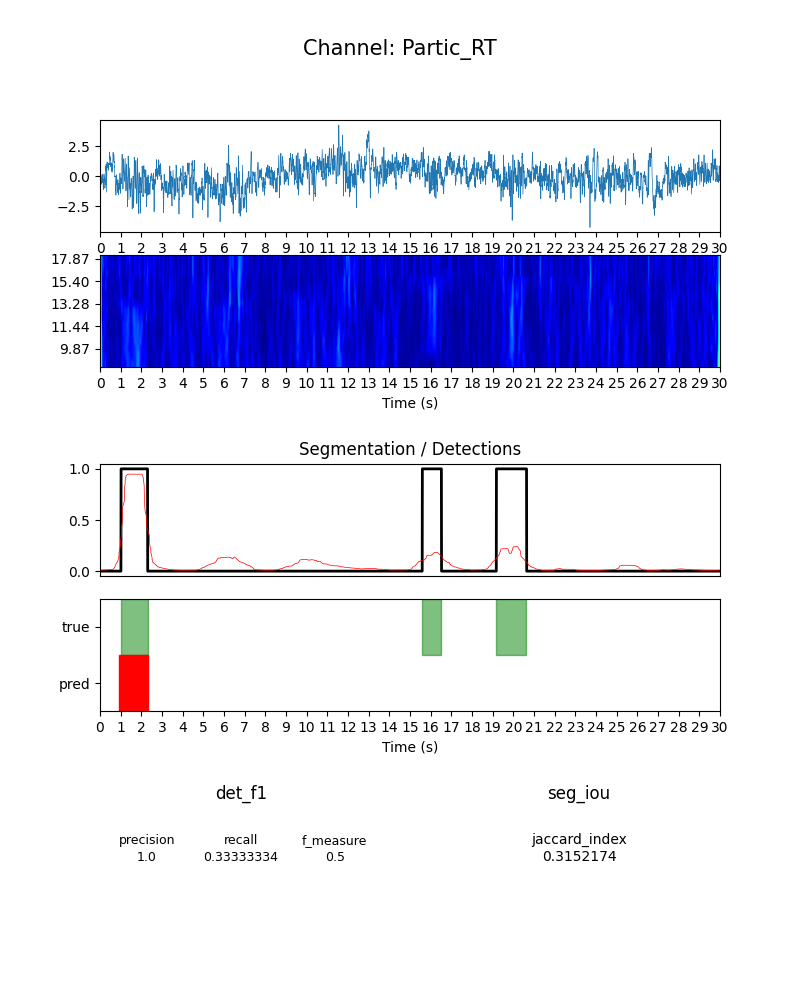 Channel: Partic_RT
2.5
0.0
−2.5
0 1 2 3 4 5 6 7 8 9 10 11 12 13 14 15 16 17 18 19 20 21 22 23 24 25 26 27 28 29 30
17.87
15.40
13.28
11.44
9.87
0 1 2 3 4 5 6 7 8 9 10 11 12 13 14 15 16 17 18 19 20 21 22 23 24 25 26 27 28 29 30
Time (s)
Segmentation / Detections
1.0
0.5
0.0
true
pred
0 1 2 3 4 5 6 7 8 9 10 11 12 13 14 15 16 17 18 19 20 21 22 23 24 25 26 27 28 29 30
Time (s)
det_f1 seg_iou
precision recall f_measure jaccard_index
1.0 0.33333334 0.5 0.3152174